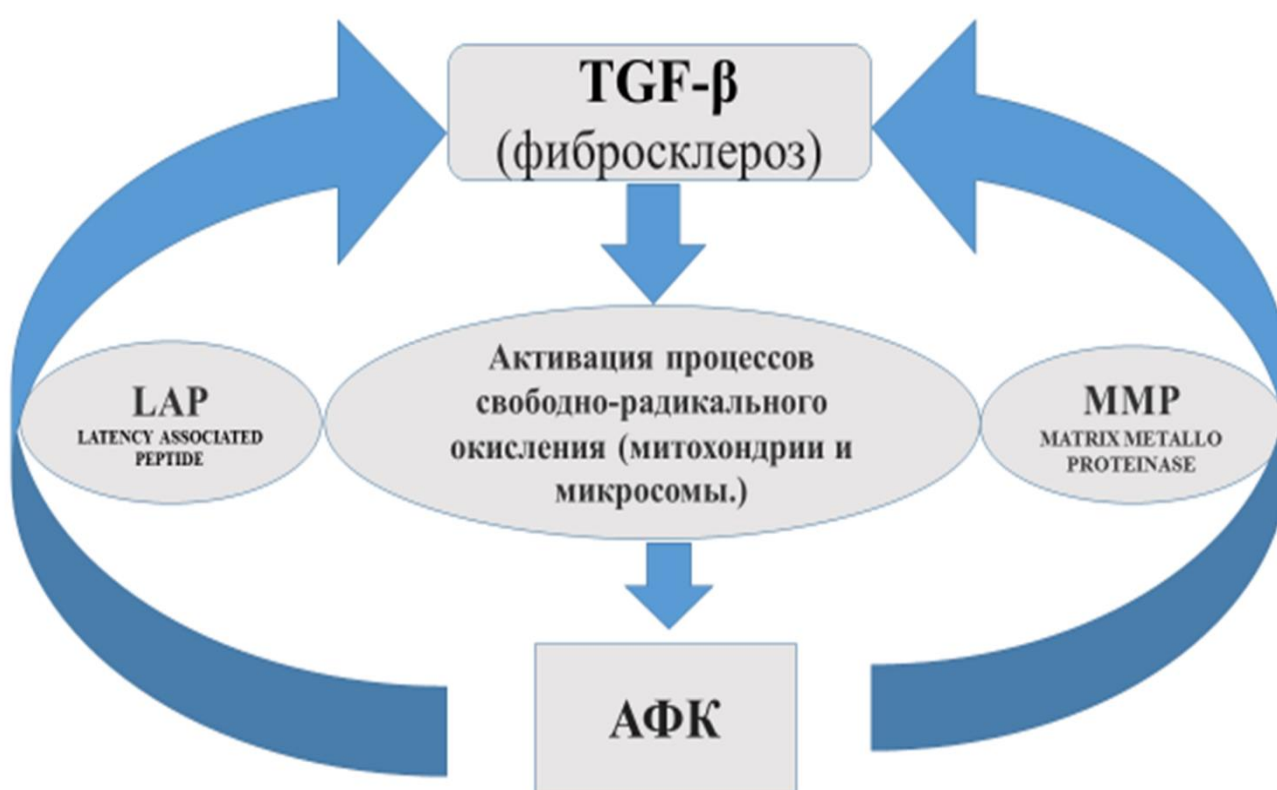 TGF-β
(фибросклероз)
Активация процессов
свободно-радикального
окисления (митохондрии и
микросомы.)
LAP
LATENCY ASSOCIATED
PEPTIDE
MMP
MATRIX METALLO
PROTEINASE
АФК